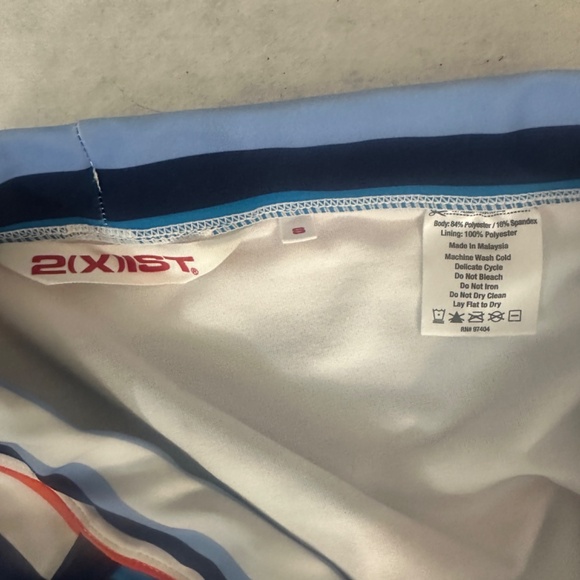 2(X)IST®
S
Body: 84% Polyester / 16% Spandex
Lining: 100% Polyester
Made in Malaysia
Machine Wash Cold
Delicate Cycle
Do Not Bleach
Do Not Iron
Do Not Dry Clean
Lay Flat to Dry
RN# 97404